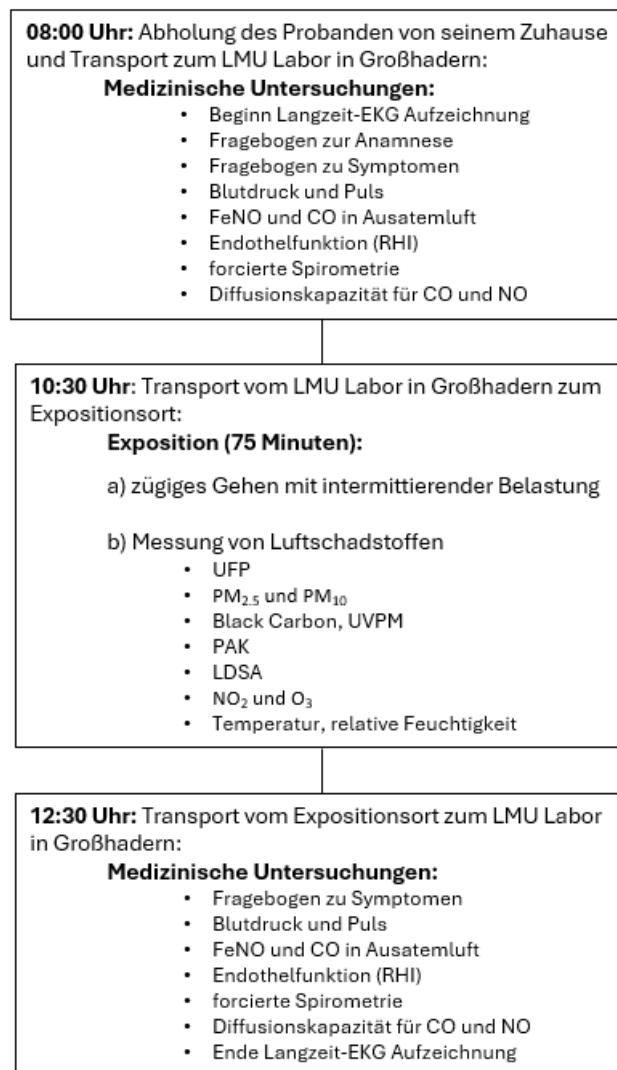 08:00 Uhr: Abholung des Probanden von seinem Zuhause
und Transport zum LMU Labor in Großhadern:
Medizinische Untersuchungen:
• Beginn Langzeit-EKG Aufzeichnung
• Fragebogen zur Anamnese
• Fragebogen zu Symptomen
• Blutdruck und Puls
• FeNO und CO in Ausatemluft
• Endothelfunktion (RHI)
• forcierte Spirometrie
• Diffusionskapazität für CO und NO
10:30 Uhr: Transport vom LMU Labor in Großhadern zum
Expositionsort:
Exposition (75 Minuten):
a) zügiges Gehen mit intermittierender Belastung
b) Messung von Luftschadstoffen
• UFP
• PM₂.₅ und PM₁₀
• Black Carbon, UVPM
• PAK
• LDSA
• NO₂ und O₃
• Temperatur, relative Feuchtigkeit
12:30 Uhr: Transport vom Expositionsort zum LMU Labor
in Großhadern:
Medizinische Untersuchungen:
• Fragebogen zu Symptomen
• Blutdruck und Puls
• FeNO und CO in Ausatemluft
• Endothelfunktion (RHI)
• forcierte Spirometrie
• Diffusionskapazität für CO und NO
• Ende Langzeit-EKG Aufzeichnung